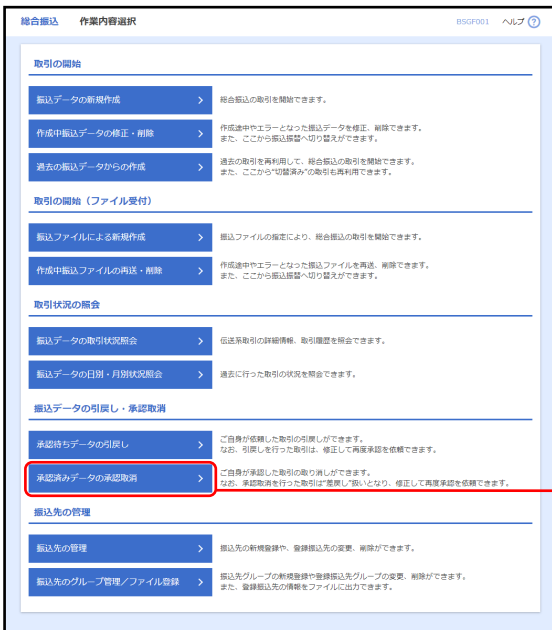 総合振込 作業内容選択 BSGF001 ヘルプ ?
取引の開始
振込データの新規作成 総合振込の取引を開始できます。
作成中振込データの修正・削除 作成途中やエラーとなった振込データを修正、削除できます。
また、ここから振込振替へ切り替えができます。
過去の振込データからの作成 過去の取引を再利用して、総合振込の取引を開始できます。
また、ここから"切替済み"の取引も再利用できます。
取引の開始（ファイル受付）
振込ファイルによる新規作成 振込ファイルの指定により、総合振込の取引を開始できます。
作成中振込ファイルの再送・削除 作成途中やエラーとなった振込ファイルを再送、削除できます。
また、ここから振込振替へ切り替えができます。
取引状況の照会
振込データの取引状況照会 伝送系取引の詳細情報、取引履歴を照会できます。
振込データの日別・月別状況照会 過去に行った取引の状況を照会できます。
振込データの引戻し・承認取消
承認待ちデータの引戻し ご自身が依頼した取引の引戻しができます。
なお、引戻しを行った取引は、修正して再度承認を依頼できます。
承認済みデータの承認取消 ご自身が承認した取引の取り消しができます。
なお、承認取消を行った取引は"差戻し"扱いとなり、修正して再度承認を依頼できます。
振込先の管理
振込先の管理 振込先の新規登録や、登録振込先の変更、削除ができます。
振込先のグループ管理／ファイル登録 振込先グループの新規登録や登録振込先グループの変更、削除ができます。
また、登録振込先の情報をファイルに出力できます。